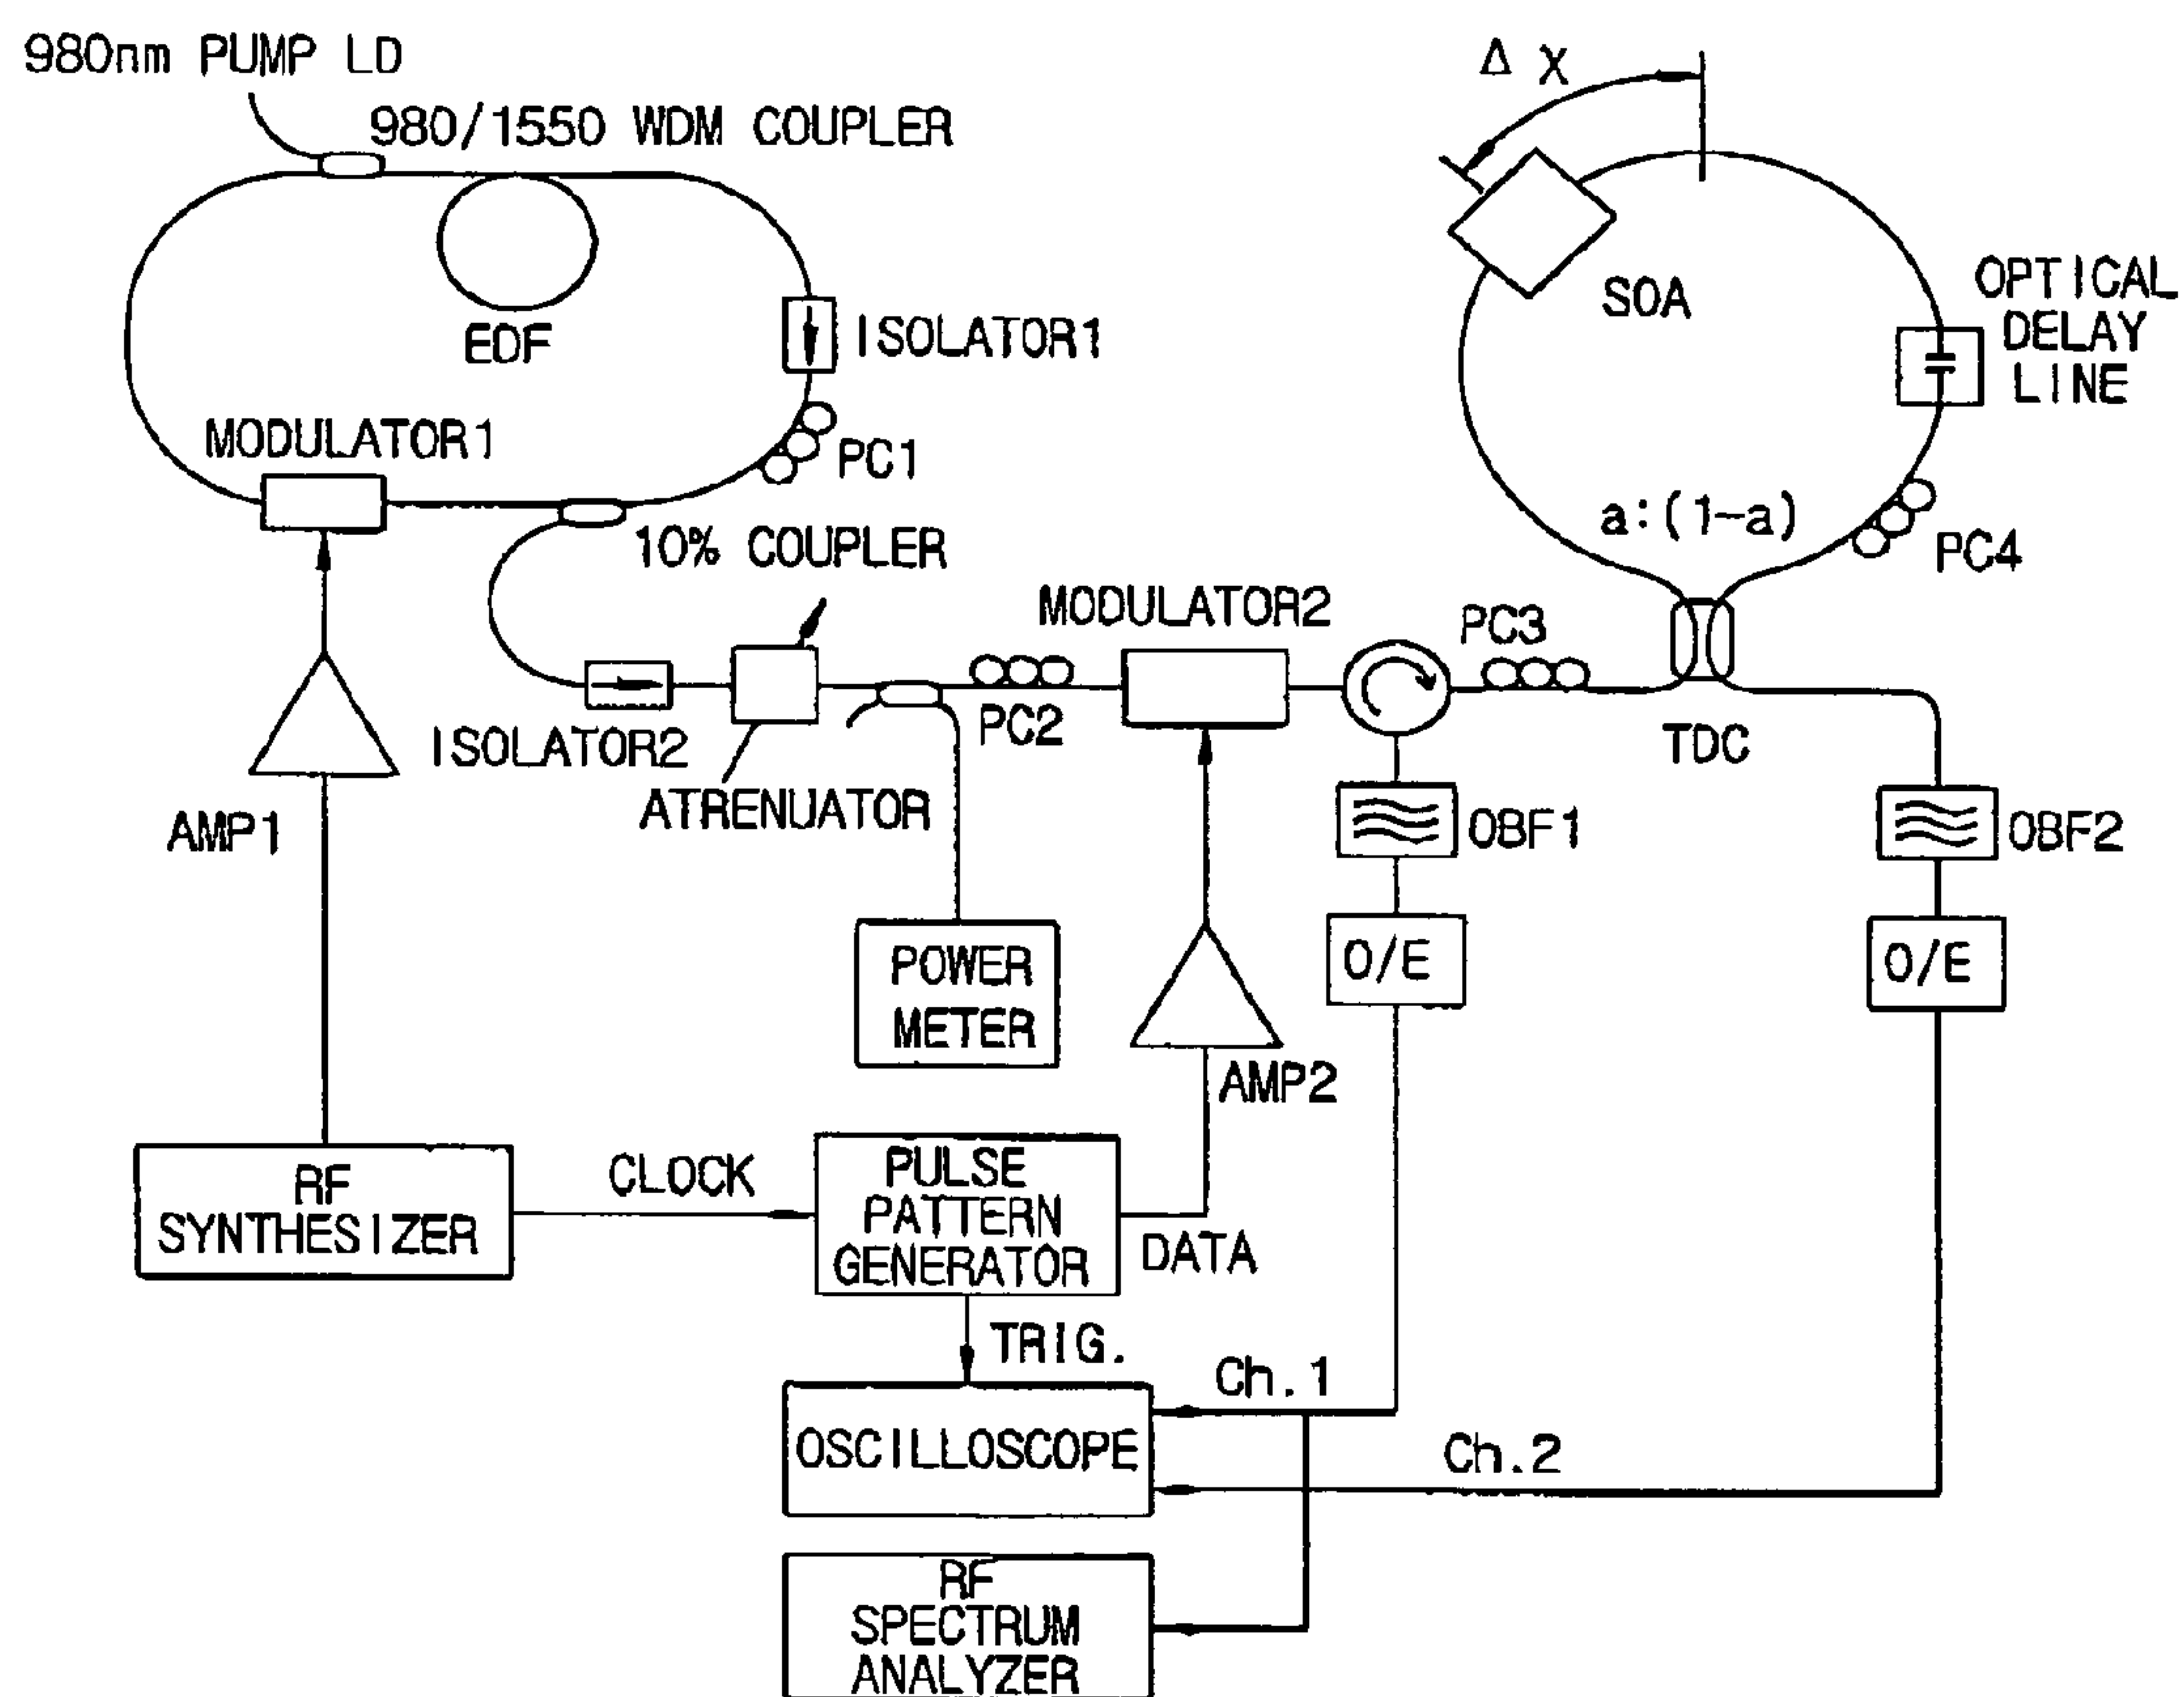 980nm PUMP LD
Δ χ
980/1550 WDM COUPLER
EDF
ISOLATOR1
SOA
OPTICAL
DELAY
LINE
MODULATOR1
PC1
a:(1-a)
10% COUPLER
PC4
MODULATOR2
PC3
ISOLATOR2
PC2
TDC
ATRENUATOR
AMP1
OBF1
OBF2
POWER
METER
O/E
O/E
AMP2
RF
SYNTHESIZER
CLOCK
PULSE
PATTERN
GENERATOR
DATA
TRIG.
Ch.1
OSCILLOSCOPE
Ch.2
RF
SPECTRUM
ANALYZER